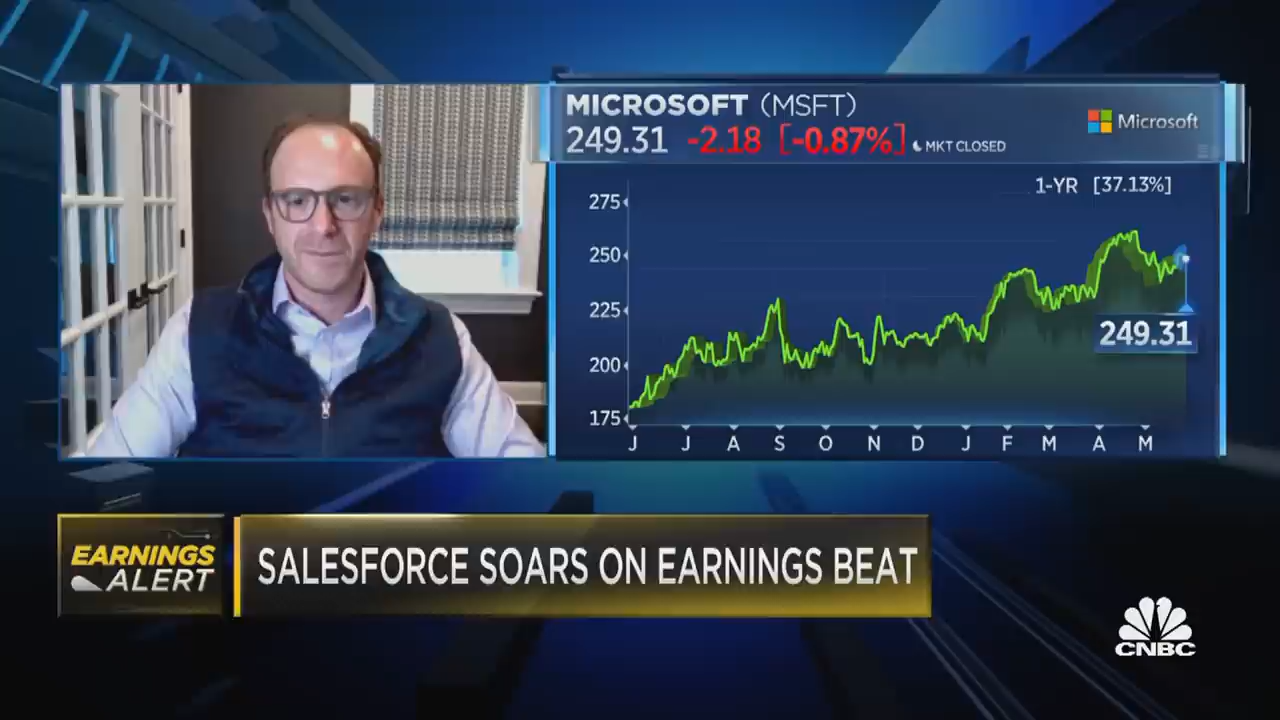 MICROSOFT (MSFT)
249.31 -2.18 [-0.87%] MKT CLOSED
Microsoft
1-YR [37.13%]
275
250
225
200
175
249.31
J J A S O N D J F M A M
EARNINGS
ALERT
SALESFORCE SOARS ON EARNINGS BEAT
CNBC